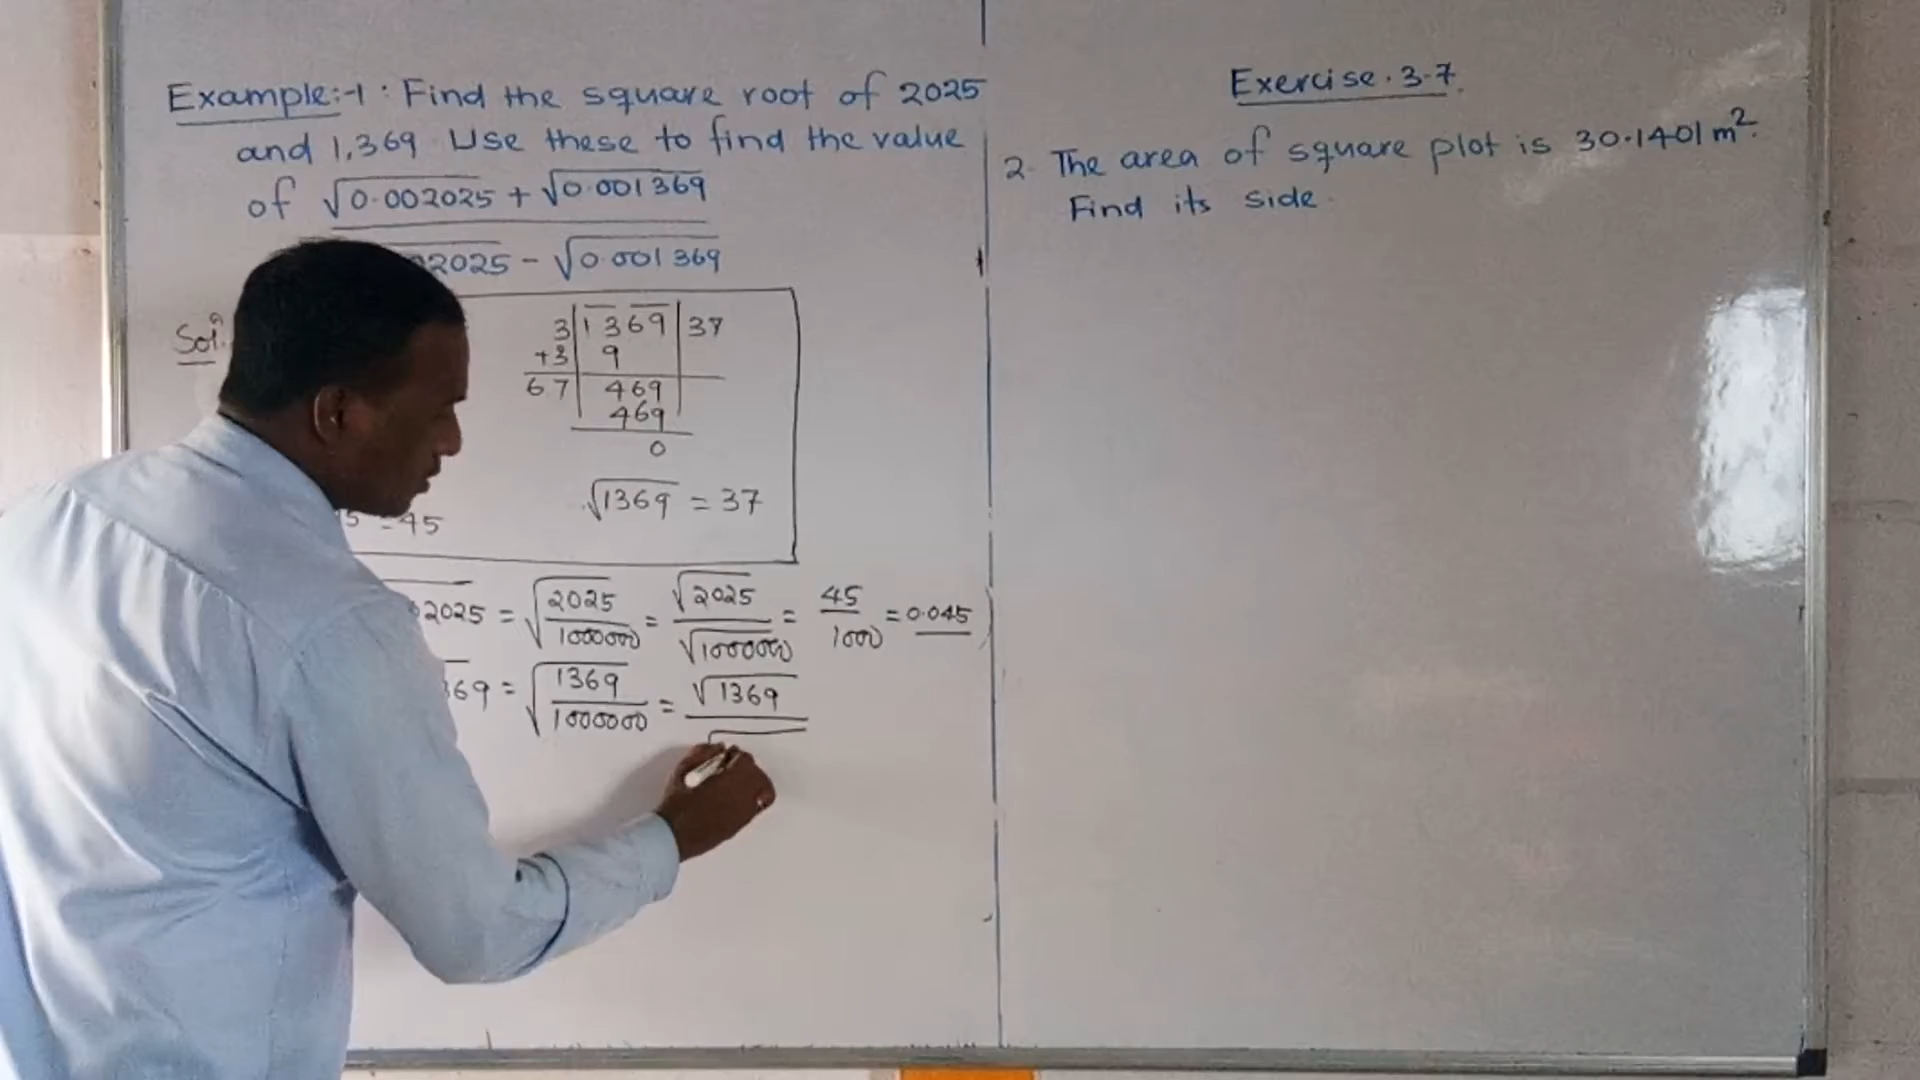 Example:-1 : Find the square root of 2025
and 1,369. Use these to find the value
of √0.002025 + √0.001369
2025 - √0.001369
Sol.
3 1369 37
+3 9
67 469
469
0
√1369 = 37
= 45
2025 = √2025/1000000 = √2025/√1000000 = 45/1000 = 0.045
69 = √1369/1000000 = √1369
Exercise.3.7.
2. The area of square plot is 30.1401 m².
Find its side.